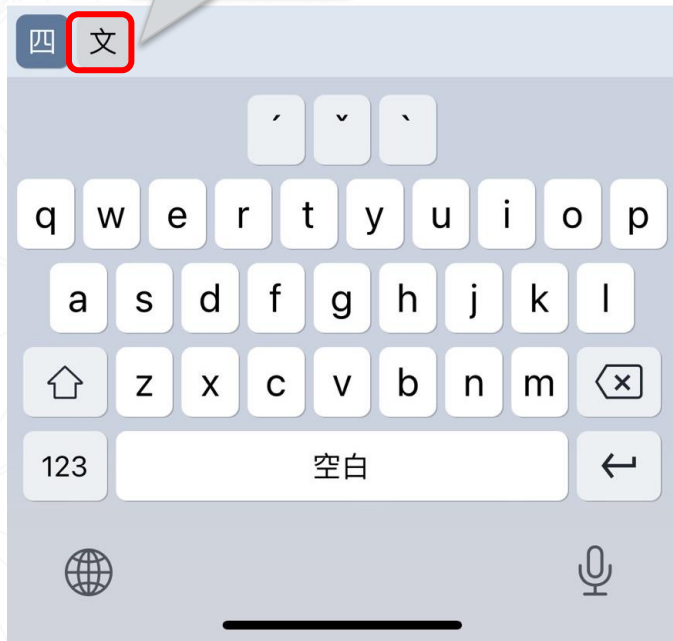 四 文
ˊ ˇ ˋ
q w e r t y u i o p
a s d f g h j k l
z x c v b n m
123 空白